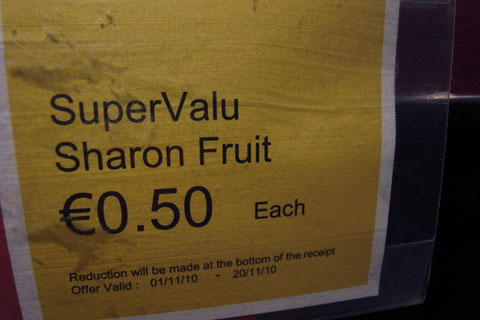 SuperValu
Sharon Fruit
€0.50 Each
Reduction will be made at the bottom of the receipt
Offer Valid : 01/11/10 - 20/11/10